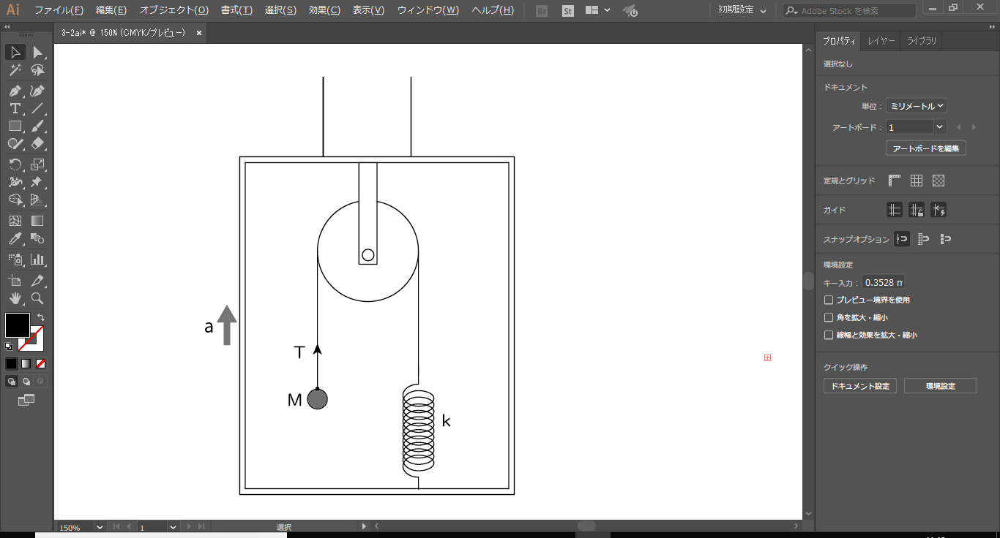 Ai ファイル(F) 編集(E) オブジェクト(O) 書式(T) 選択(S) 効果(C) 表示(V) ウィンドウ(W) ヘルプ(H) Br St 初期設定 Adobe Stock を検索
3-2ai* @ 150% (CMYK/プレビュー) ×
プロパティ レイヤー ライブラリ
選択なし
ドキュメント
単位 : ミリメートル
アートボード : 1
アートボードを編集
定規とグリッド
ガイド
スナップオプション
環境設定
キー入力 : 0.3528 m
プレビュー境界を使用
角を拡大・縮小
線幅と効果を拡大・縮小
クイック操作
ドキュメント設定 環境設定
a
T
M
k
150% 1 選択